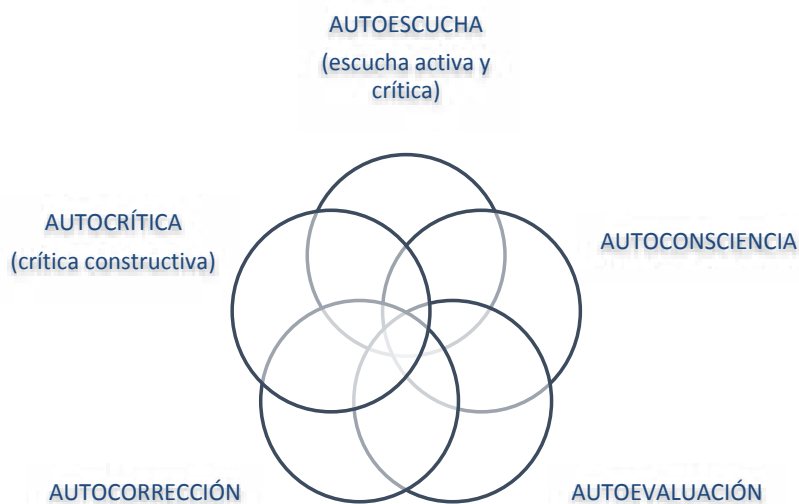 AUTOESCUCHA
(escucha activa y
crítica)
AUTOCRÍTICA
(crítica constructiva)
AUTOCONSCIENCIA
AUTOCORRECCIÓN
AUTOEVALUACIÓN